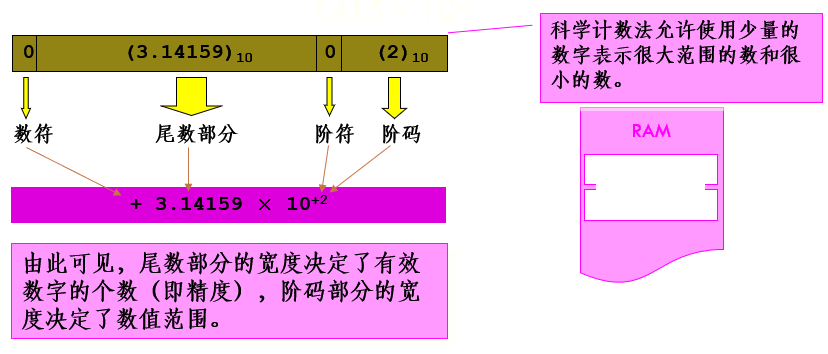 0 (3.14159)10 0 (2)10
数符 尾数部分 阶符 阶码
+ 3.14159 × 10+2
由此可见，尾数部分的宽度决定了有效
数字的个数（即精度），阶码部分的宽
度决定了数值范围。
科学计数法允许使用少量的
数字表示很大范围的数和很
小的数。
RAM